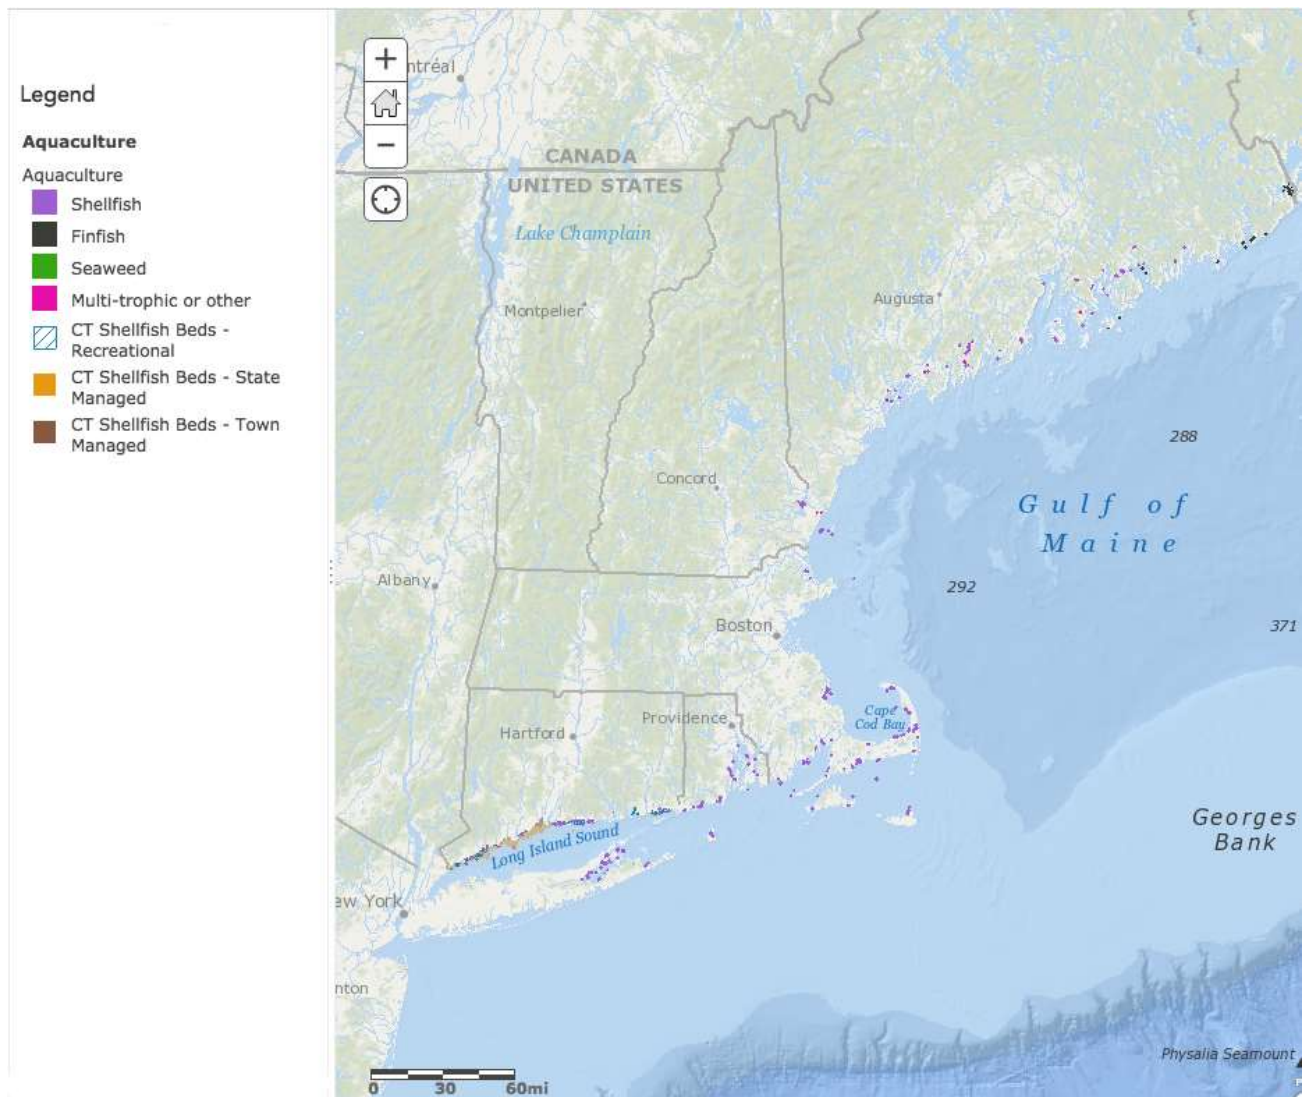 Legend
Aquaculture
Aquaculture
Shellfish
Finfish
Seaweed
Multi-trophic or other
CT Shellfish Beds -
Recreational
CT Shellfish Beds - State
Managed
CT Shellfish Beds - Town
Managed
+
−
ntréal
CANADA
UNITED STATES
Lake Champlain
Montpelier
Augusta
288
Concord
Gulf of
Maine
Albany
292
Boston
371
Cape
Cod Bay
Providence
Hartford
Georges
Bank
Long Island Sound
ew York
nton
Physalia Seamount
0 30 60mi